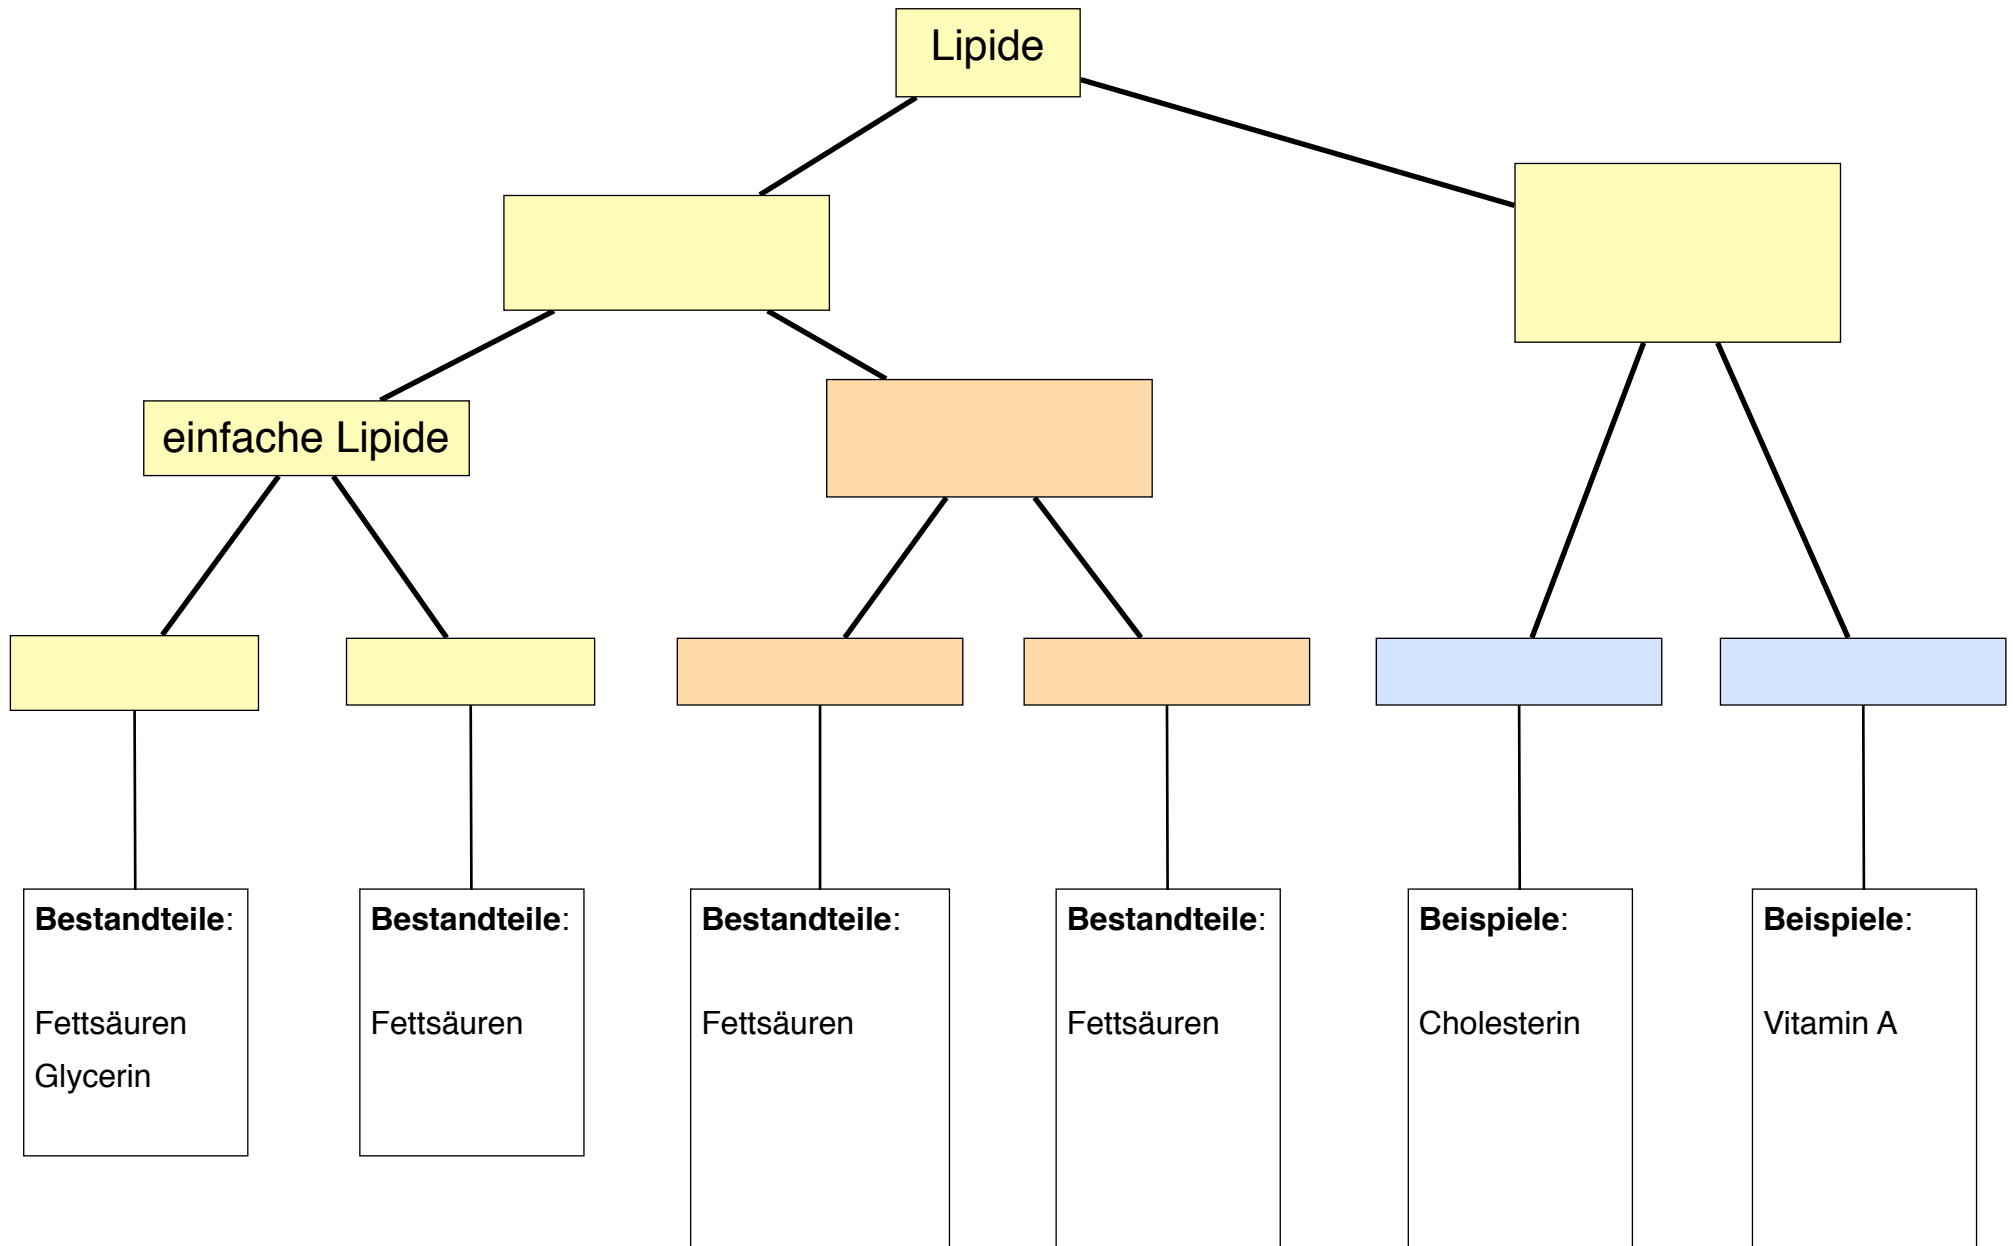 Lipide
einfache Lipide
Bestandteile:
Fettsäuren
Glycerin
Bestandteile:
Fettsäuren
Bestandteile:
Fettsäuren
Bestandteile:
Fettsäuren
Beispiele:
Cholesterin
Beispiele:
Vitamin A